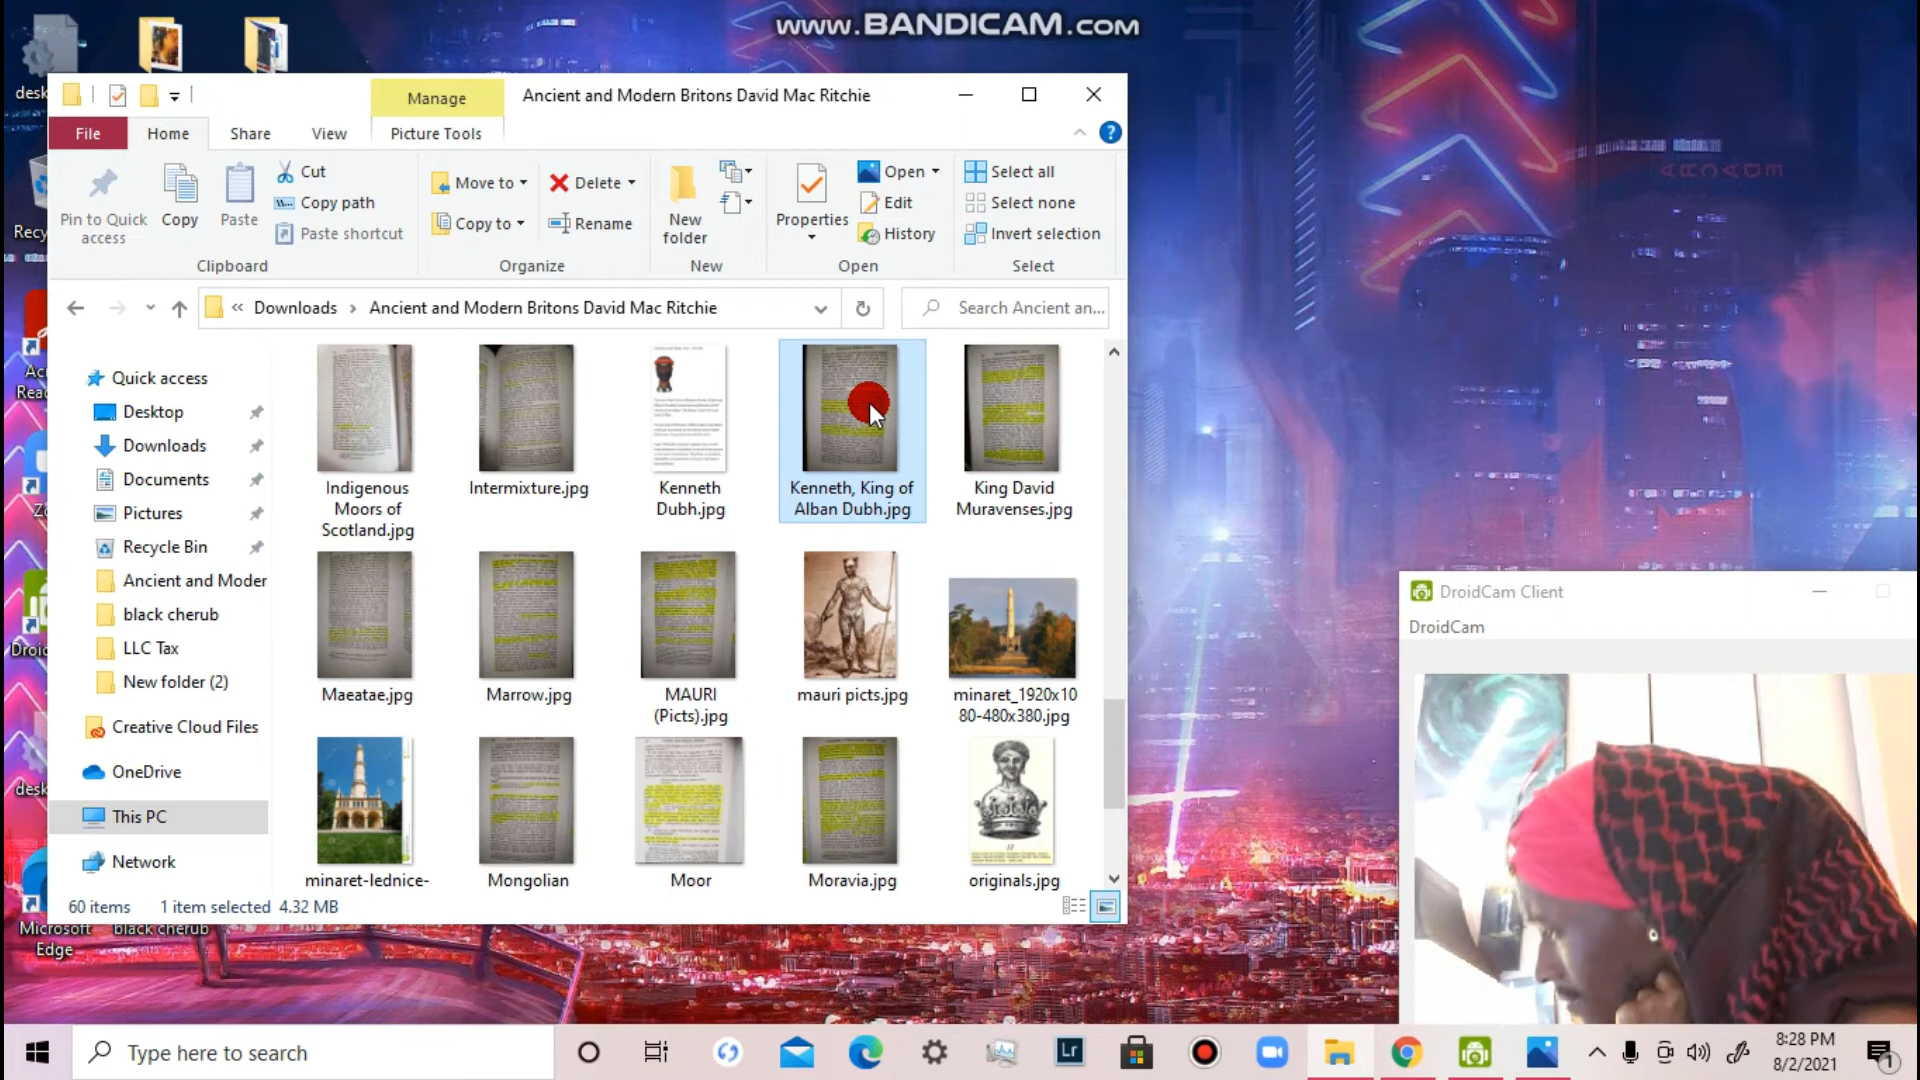 www.BANDICAM.com
Manage
Ancient and Modern Britons David Mac Ritchie
File
Home
Share
View
Picture Tools
Pin to Quick
access
Copy
Paste
Cut
Copy path
Paste shortcut
Clipboard
Move to
Copy to
Delete
Rename
Organize
New
folder
New
Properties
Open
Edit
History
Open
Select all
Select none
Invert selection
Select
« Downloads > Ancient and Modern Britons David Mac Ritchie
Search Ancient an...
Quick access
Desktop
Downloads
Documents
Pictures
Recycle Bin
Ancient and Moder
black cherub
LLC Tax
New folder (2)
Creative Cloud Files
OneDrive
This PC
Network
Indigenous
Moors of
Scotland.jpg
Intermixture.jpg
Kenneth
Dubh.jpg
Kenneth, King of
Alban Dubh.jpg
King David
Muravenses.jpg
Maeatae.jpg
Marrow.jpg
MAURI
(Picts).jpg
mauri picts.jpg
minaret_1920x10
80-480x380.jpg
minaret-lednice-
Mongolian
Moor
Moravia.jpg
originals.jpg
60 items
1 item selected 4.32 MB
desk
Recy
Microsoft
Edge
black cherub
DroidCam Client
DroidCam
Type here to search
Lr
8:28 PM
8/2/2021
1